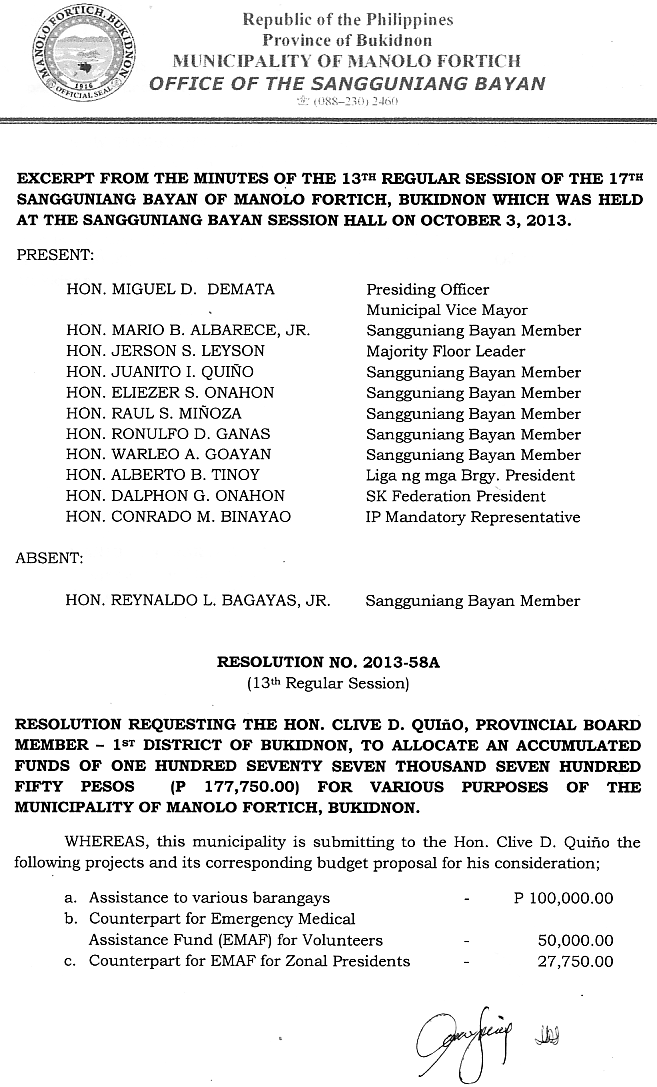 MANOLO FORTICH, BUKIDNON
1916
OFFICIAL SEAL
Republic of the Philippines
Province of Bukidnon
MUNICIPALITY OF MANOLO FORTICH
OFFICE OF THE SANGGUNIANG BAYAN
☏ (088–230) 2460
EXCERPT FROM THE MINUTES OF THE 13TH REGULAR SESSION OF THE 17TH
SANGGUNIANG BAYAN OF MANOLO FORTICH, BUKIDNON WHICH WAS HELD
AT THE SANGGUNIANG BAYAN SESSION HALL ON OCTOBER 3, 2013.
PRESENT:
HON. MIGUEL D. DEMATA Presiding Officer
Municipal Vice Mayor
HON. MARIO B. ALBARECE, JR. Sangguniang Bayan Member
HON. JERSON S. LEYSON Majority Floor Leader
HON. JUANITO I. QUIÑO Sangguniang Bayan Member
HON. ELIEZER S. ONAHON Sangguniang Bayan Member
HON. RAUL S. MIÑOZA Sangguniang Bayan Member
HON. RONULFO D. GANAS Sangguniang Bayan Member
HON. WARLEO A. GOAYAN Sangguniang Bayan Member
HON. ALBERTO B. TINOY Liga ng mga Brgy. President
HON. DALPHON G. ONAHON SK Federation President
HON. CONRADO M. BINAYAO IP Mandatory Representative
ABSENT:
HON. REYNALDO L. BAGAYAS, JR. Sangguniang Bayan Member
RESOLUTION NO. 2013-58A
(13th Regular Session)
RESOLUTION REQUESTING THE HON. CLIVE D. QUIñO, PROVINCIAL BOARD
MEMBER – 1ST DISTRICT OF BUKIDNON, TO ALLOCATE AN ACCUMULATED
FUNDS OF ONE HUNDRED SEVENTY SEVEN THOUSAND SEVEN HUNDRED
FIFTY PESOS (P 177,750.00) FOR VARIOUS PURPOSES OF THE
MUNICIPALITY OF MANOLO FORTICH, BUKIDNON.
WHEREAS, this municipality is submitting to the Hon. Clive D. Quiño the
following projects and its corresponding budget proposal for his consideration;
a. Assistance to various barangays - P 100,000.00
b. Counterpart for Emergency Medical
Assistance Fund (EMAF) for Volunteers - 50,000.00
c. Counterpart for EMAF for Zonal Presidents - 27,750.00